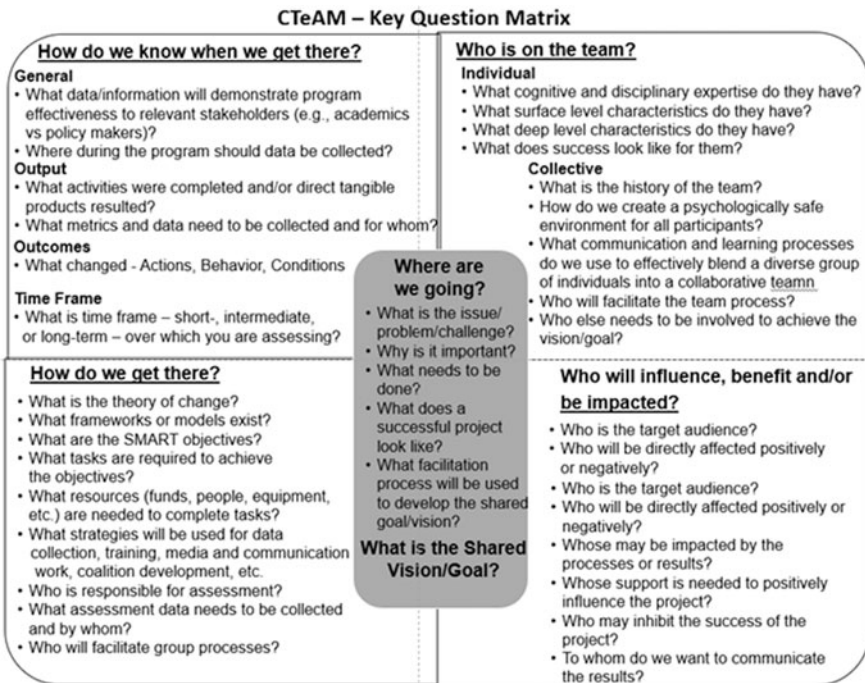 CTeAM – Key Question Matrix
How do we know when we get there?
General
• What data/information will demonstrate program
effectiveness to relevant stakeholders (e.g., academics
vs policy makers)?
• Where during the program should data be collected?
Output
• What activities were completed and/or direct tangible
products resulted?
• What metrics and data need to be collected and for whom?
Outcomes
• What changed - Actions, Behavior, Conditions
Time Frame
• What is time frame – short-, intermediate,
or long-term – over which you are assessing?
Who is on the team?
Individual
• What cognitive and disciplinary expertise do they have?
• What surface level characteristics do they have?
• What deep level characteristics do they have?
• What does success look like for them?
Collective
• What is the history of the team?
• How do we create a psychologically safe
environment for all participants?
• What communication and learning processes
do we use to effectively blend a diverse group
of individuals into a collaborative teamn
• Who will facilitate the team process?
• Who else needs to be involved to achieve the
vision/goal?
Where are
we going?
• What is the issue/
problem/challenge?
• Why is it important?
• What needs to be
done?
• What does a
successful project
look like?
• What facilitation
process will be used
to develop the shared
goal/vision?
What is the Shared
Vision/Goal?
How do we get there?
• What is the theory of change?
• What frameworks or models exist?
• What are the SMART objectives?
• What tasks are required to achieve
the objectives?
• What resources (funds, people, equipment,
etc.) are needed to complete tasks?
• What strategies will be used for data
collection, training, media and communication
work, coalition development, etc.
• Who is responsible for assessment?
• What assessment data needs to be collected
and by whom?
• Who will facilitate group processes?
Who will influence, benefit and/or
be impacted?
• Who is the target audience?
• Who will be directly affected positively
or negatively?
• Who is the target audience?
• Who will be directly affected positively or
negatively?
• Whose may be impacted by the
processes or results?
• Whose support is needed to positively
influence the project?
• Who may inhibit the success of the
project?
• To whom do we want to communicate
the results?